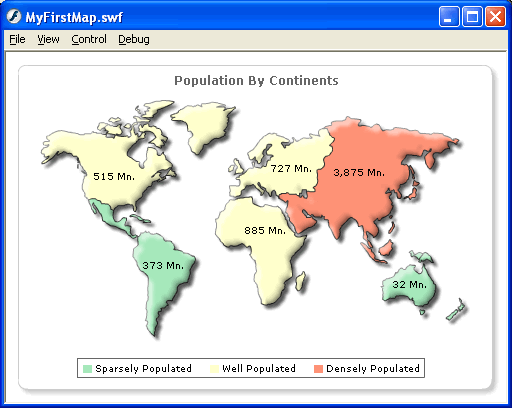 MyFirstMap.swf
File View Control Debug
Population By Continents
727 Mn.
3,875 Mn.
515 Mn.
885 Mn.
373 Mn.
32 Mn.
Sparsely Populated Well Populated Densely Populated